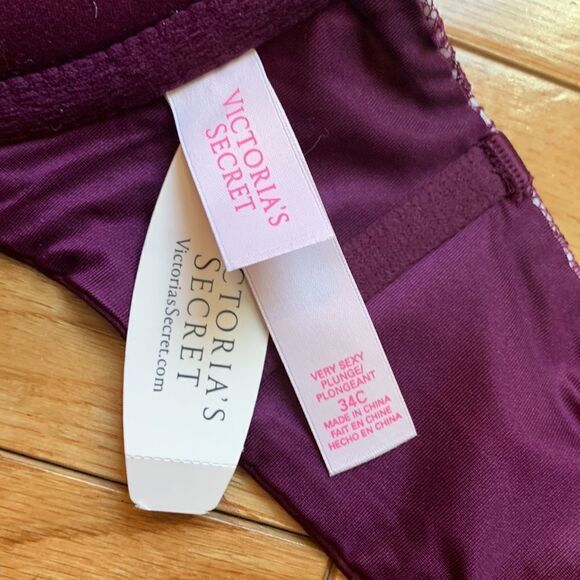 VICTORIA'S
SECRET
CTORIA'S
SECRET
VictoriasSecret.com
VERY SEXY
PLUNGE/
PLONGEANT
34C
MADE IN CHINA
FAIT EN CHINE
HECHO EN CHINA